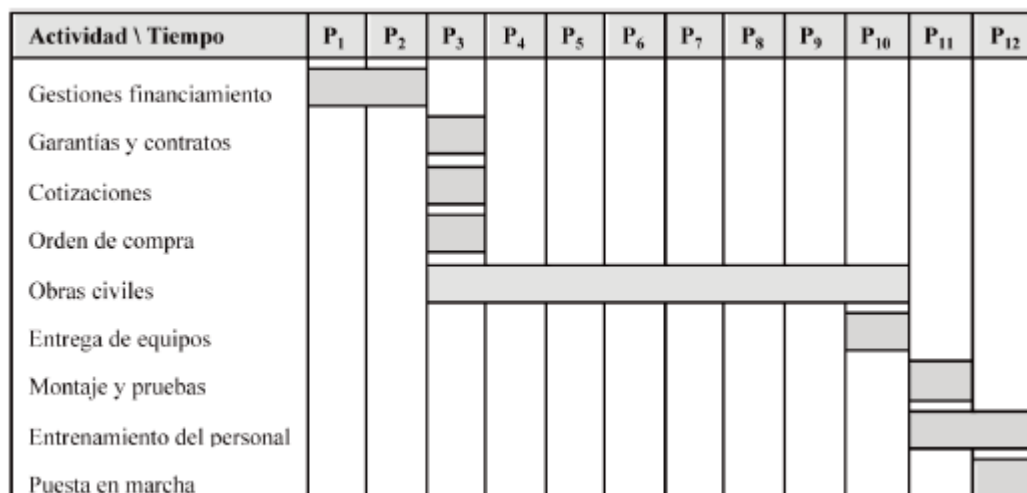 Actividad \ Tiempo P1 P2 P3 P4 P5 P6 P7 P8 P9 P10 P11 P12
Gestiones financiamiento
Garantías y contratos
Cotizaciones
Orden de compra
Obras civiles
Entrega de equipos
Montaje y pruebas
Entrenamiento del personal
Puesta en marcha